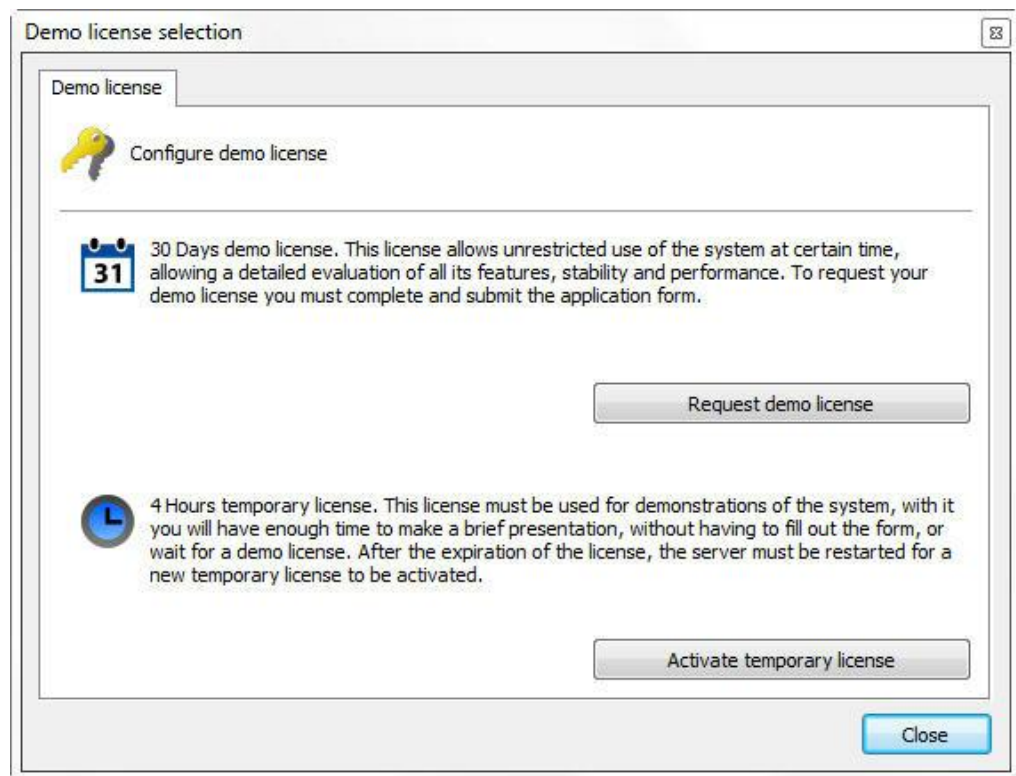 Demo license selection
Demo license
Configure demo license
31
30 Days demo license. This license allows unrestricted use of the system at certain time,
allowing a detailed evaluation of all its features, stability and performance. To request your
demo license you must complete and submit the application form.
Request demo license
4 Hours temporary license. This license must be used for demonstrations of the system, with it
you will have enough time to make a brief presentation, without having to fill out the form, or
wait for a demo license. After the expiration of the license, the server must be restarted for a
new temporary license to be activated.
Activate temporary license
Close